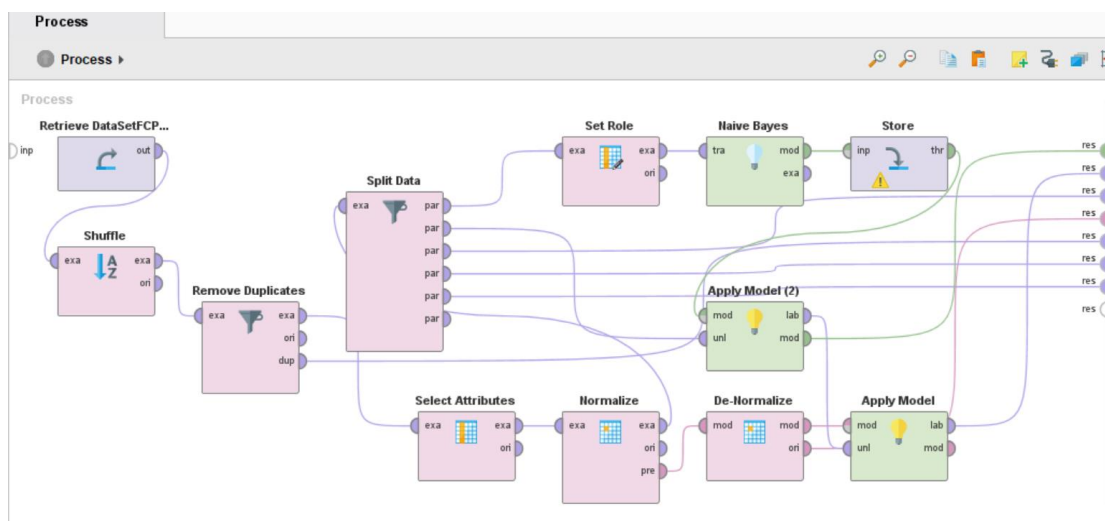 Process
Process
Process
inp
Retrieve DataSetFCP...
out
Shuffle
exa
exa
ori
Remove Duplicates
exa
exa
ori
dup
Split Data
exa
par
par
par
par
par
par
Select Attributes
exa
exa
ori
Normalize
exa
exa
ori
pre
Set Role
exa
exa
ori
Naive Bayes
tra
mod
exa
Store
inp
thr
Apply Model (2)
mod
lab
unl
mod
De-Normalize
mod
mod
ori
Apply Model
mod
lab
unl
mod
res
res
res
res
res
res
res
res